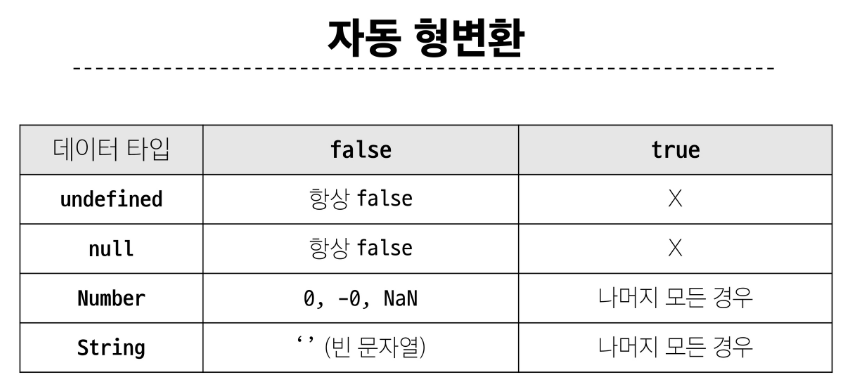 자동 형변환
데이터 타입 false true
undefined 항상 false X
null 항상 false X
Number 0, -0, NaN 나머지 모든 경우
String ‘’ (빈 문자열) 나머지 모든 경우